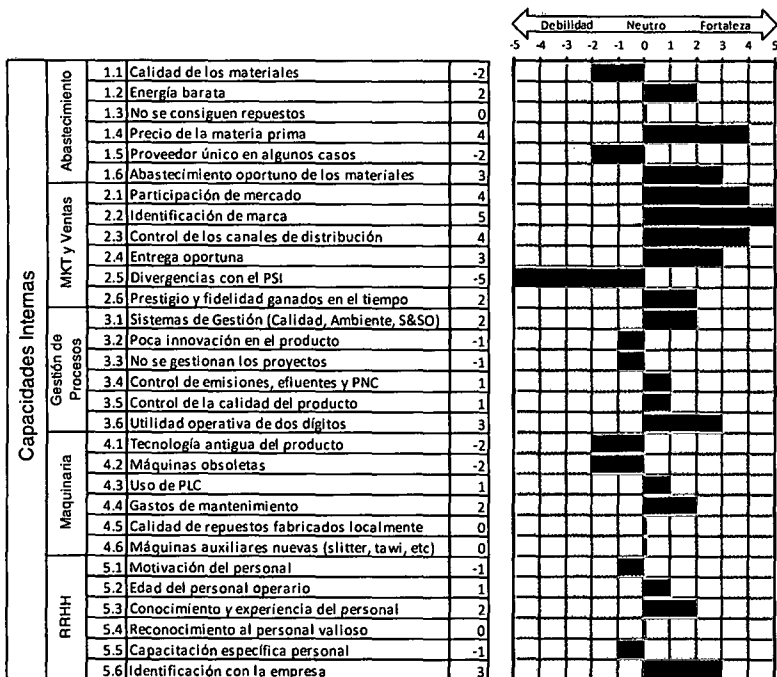 Debilidad Neutro Fortaleza
-5 -4 -3 -2 -1 0 1 2 3 4 5
Capacidades Internas
Abastecimiento
1.1 Calidad de los materiales -2
1.2 Energía barata 2
1.3 No se consiguen repuestos 0
1.4 Precio de la materia prima 4
1.5 Proveedor único en algunos casos -2
1.6 Abastecimiento oportuno de los materiales 3
MKT y Ventas
2.1 Participación de mercado 4
2.2 Identificación de marca 5
2.3 Control de los canales de distribución 4
2.4 Entrega oportuna 3
2.5 Divergencias con el PSI -5
2.6 Prestigio y fidelidad ganados en el tiempo 2
Gestión de
Procesos
3.1 Sistemas de Gestión (Calidad, Ambiente, S&SO) 2
3.2 Poca innovación en el producto -1
3.3 No se gestionan los proyectos -1
3.4 Control de emisiones, efluentes y PNC 1
3.5 Control de la calidad del producto 1
3.6 Utilidad operativa de dos dígitos 3
Maquinaria
4.1 Tecnología antigua del producto -2
4.2 Máquinas obsoletas -2
4.3 Uso de PLC 1
4.4 Gastos de mantenimiento 2
4.5 Calidad de repuestos fabricados localmente 0
4.6 Máquinas auxiliares nuevas (slitter, tawi, etc) 0
RRHH
5.1 Motivación del personal -1
5.2 Edad del personal operario 1
5.3 Conocimiento y experiencia del personal 2
5.4 Reconocimiento al personal valioso 0
5.5 Capacitación específica personal -1
5.6 Identificación con la empresa 3